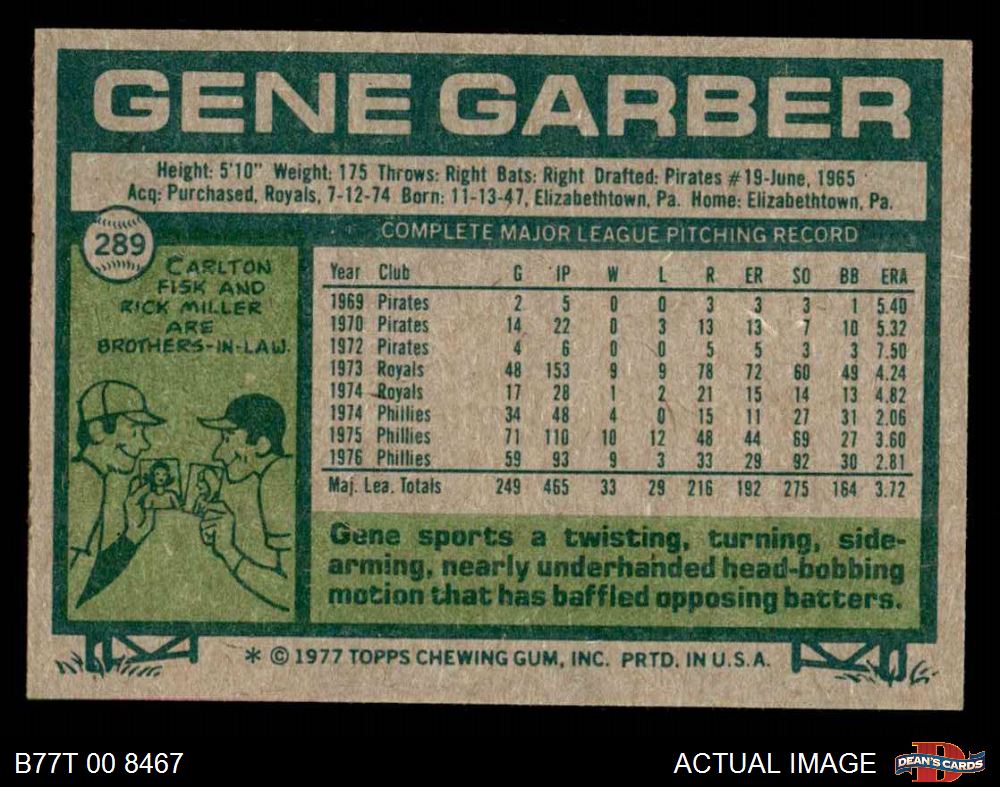 GENE GARBER
Height: 5'10" Weight: 175 Throws: Right Bats: Right Drafted: Pirates #19-June, 1965
Acq: Purchased, Royals, 7-12-74 Born: 11-13-47, Elizabethtown, Pa. Home: Elizabethtown, Pa.
289
CARLTON
FISK AND
RICK MILLER
ARE
BROTHERS-IN-LAW.
COMPLETE MAJOR LEAGUE PITCHING RECORD
Year Club G IP W L R ER SO BB ERA
1969 Pirates 2 5 0 0 3 3 3 1 5.40
1970 Pirates 14 22 0 3 13 13 7 10 5.32
1972 Pirates 4 6 0 0 5 5 3 3 7.50
1973 Royals 48 153 9 9 78 72 60 49 4.24
1974 Royals 17 28 1 2 21 15 14 13 4.82
1974 Phillies 34 48 4 0 15 11 27 31 2.06
1975 Phillies 71 110 10 12 48 44 69 27 3.60
1976 Phillies 59 93 9 3 33 29 92 30 2.81
Maj. Lea. Totals 249 465 33 29 216 192 275 164 3.72
Gene sports a twisting, turning, side-
arming, nearly underhanded head-bobbing
motion that has baffled opposing batters.
* © 1977 TOPPS CHEWING GUM, INC. PRTD. IN U.S.A.
B77T 00 8467
ACTUAL IMAGE
D
DEAN'S CARDS